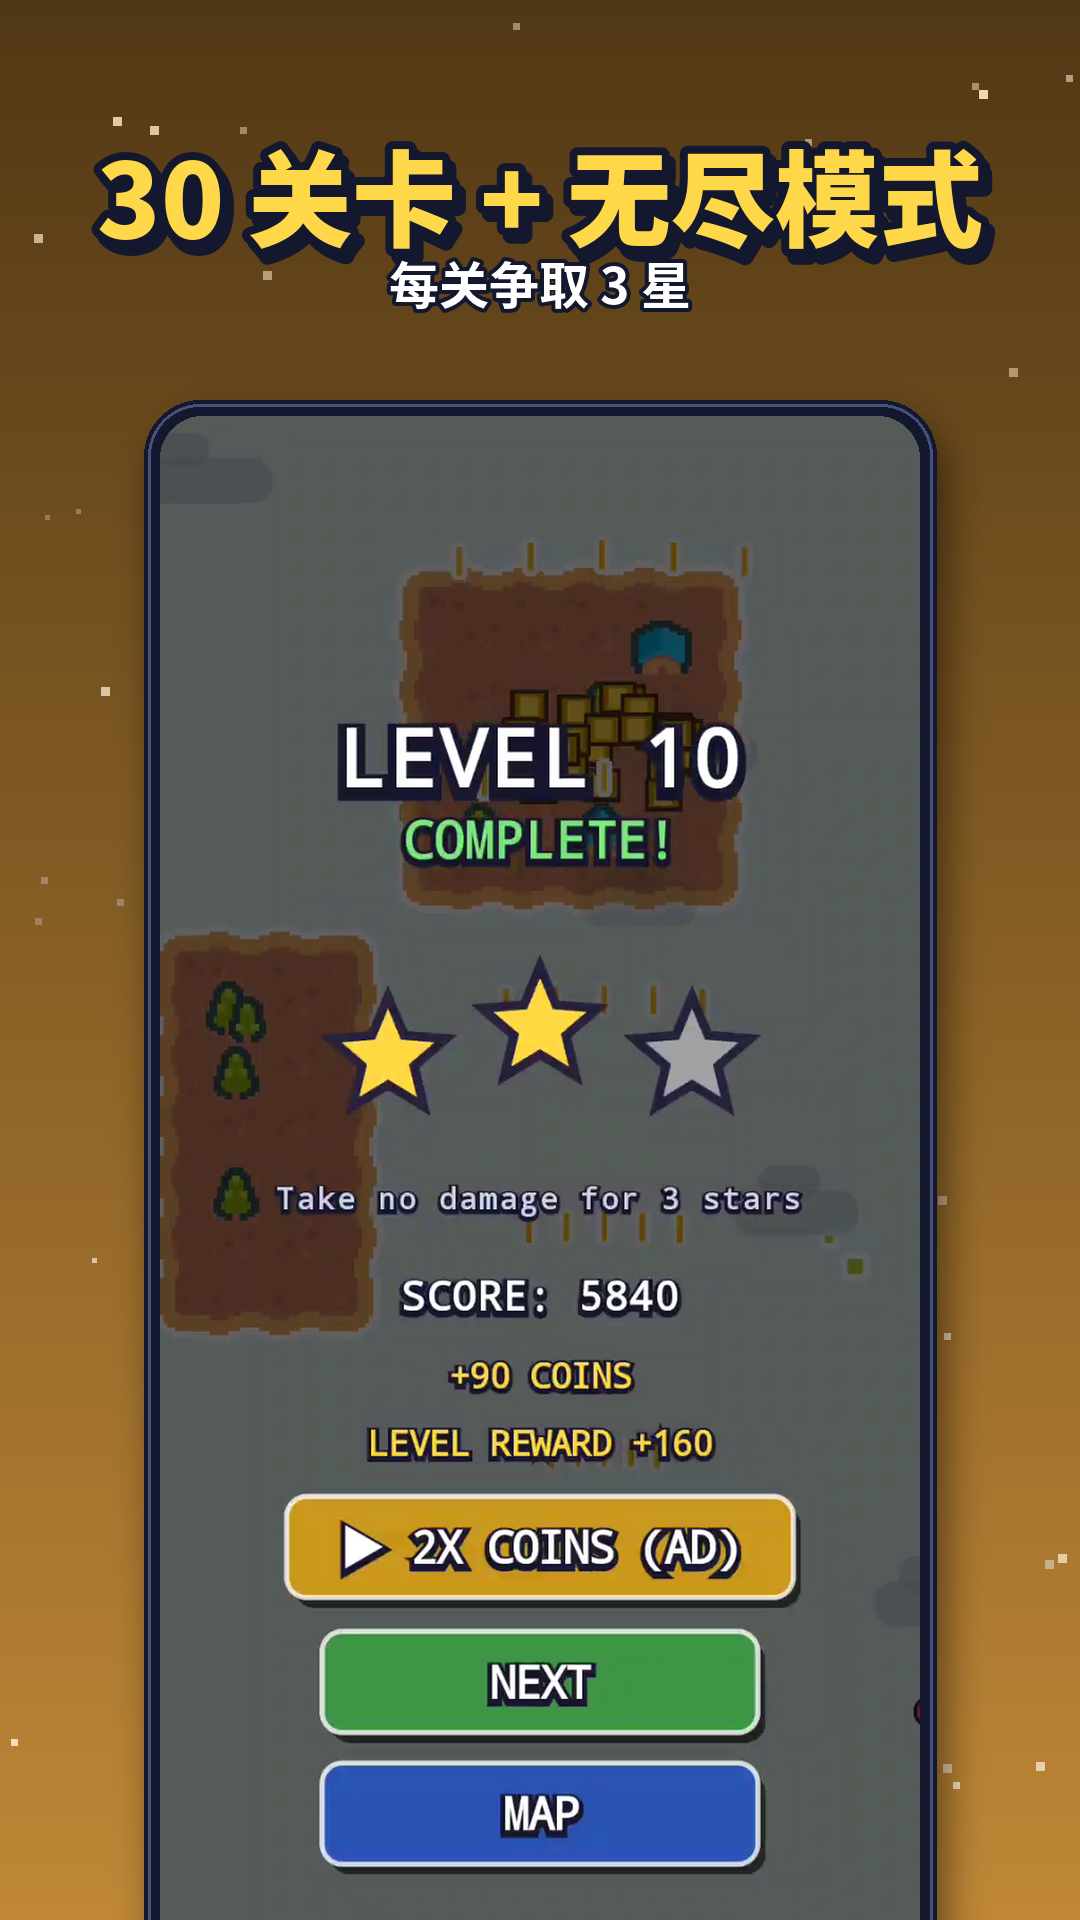 30 关卡 + 无尽模式
每关争取 3 星
LEVEL 10
COMPLETE!
Take no damage for 3 stars
SCORE: 5840
+90 COINS
LEVEL REWARD +160
2X COINS (AD)
NEXT
MAP